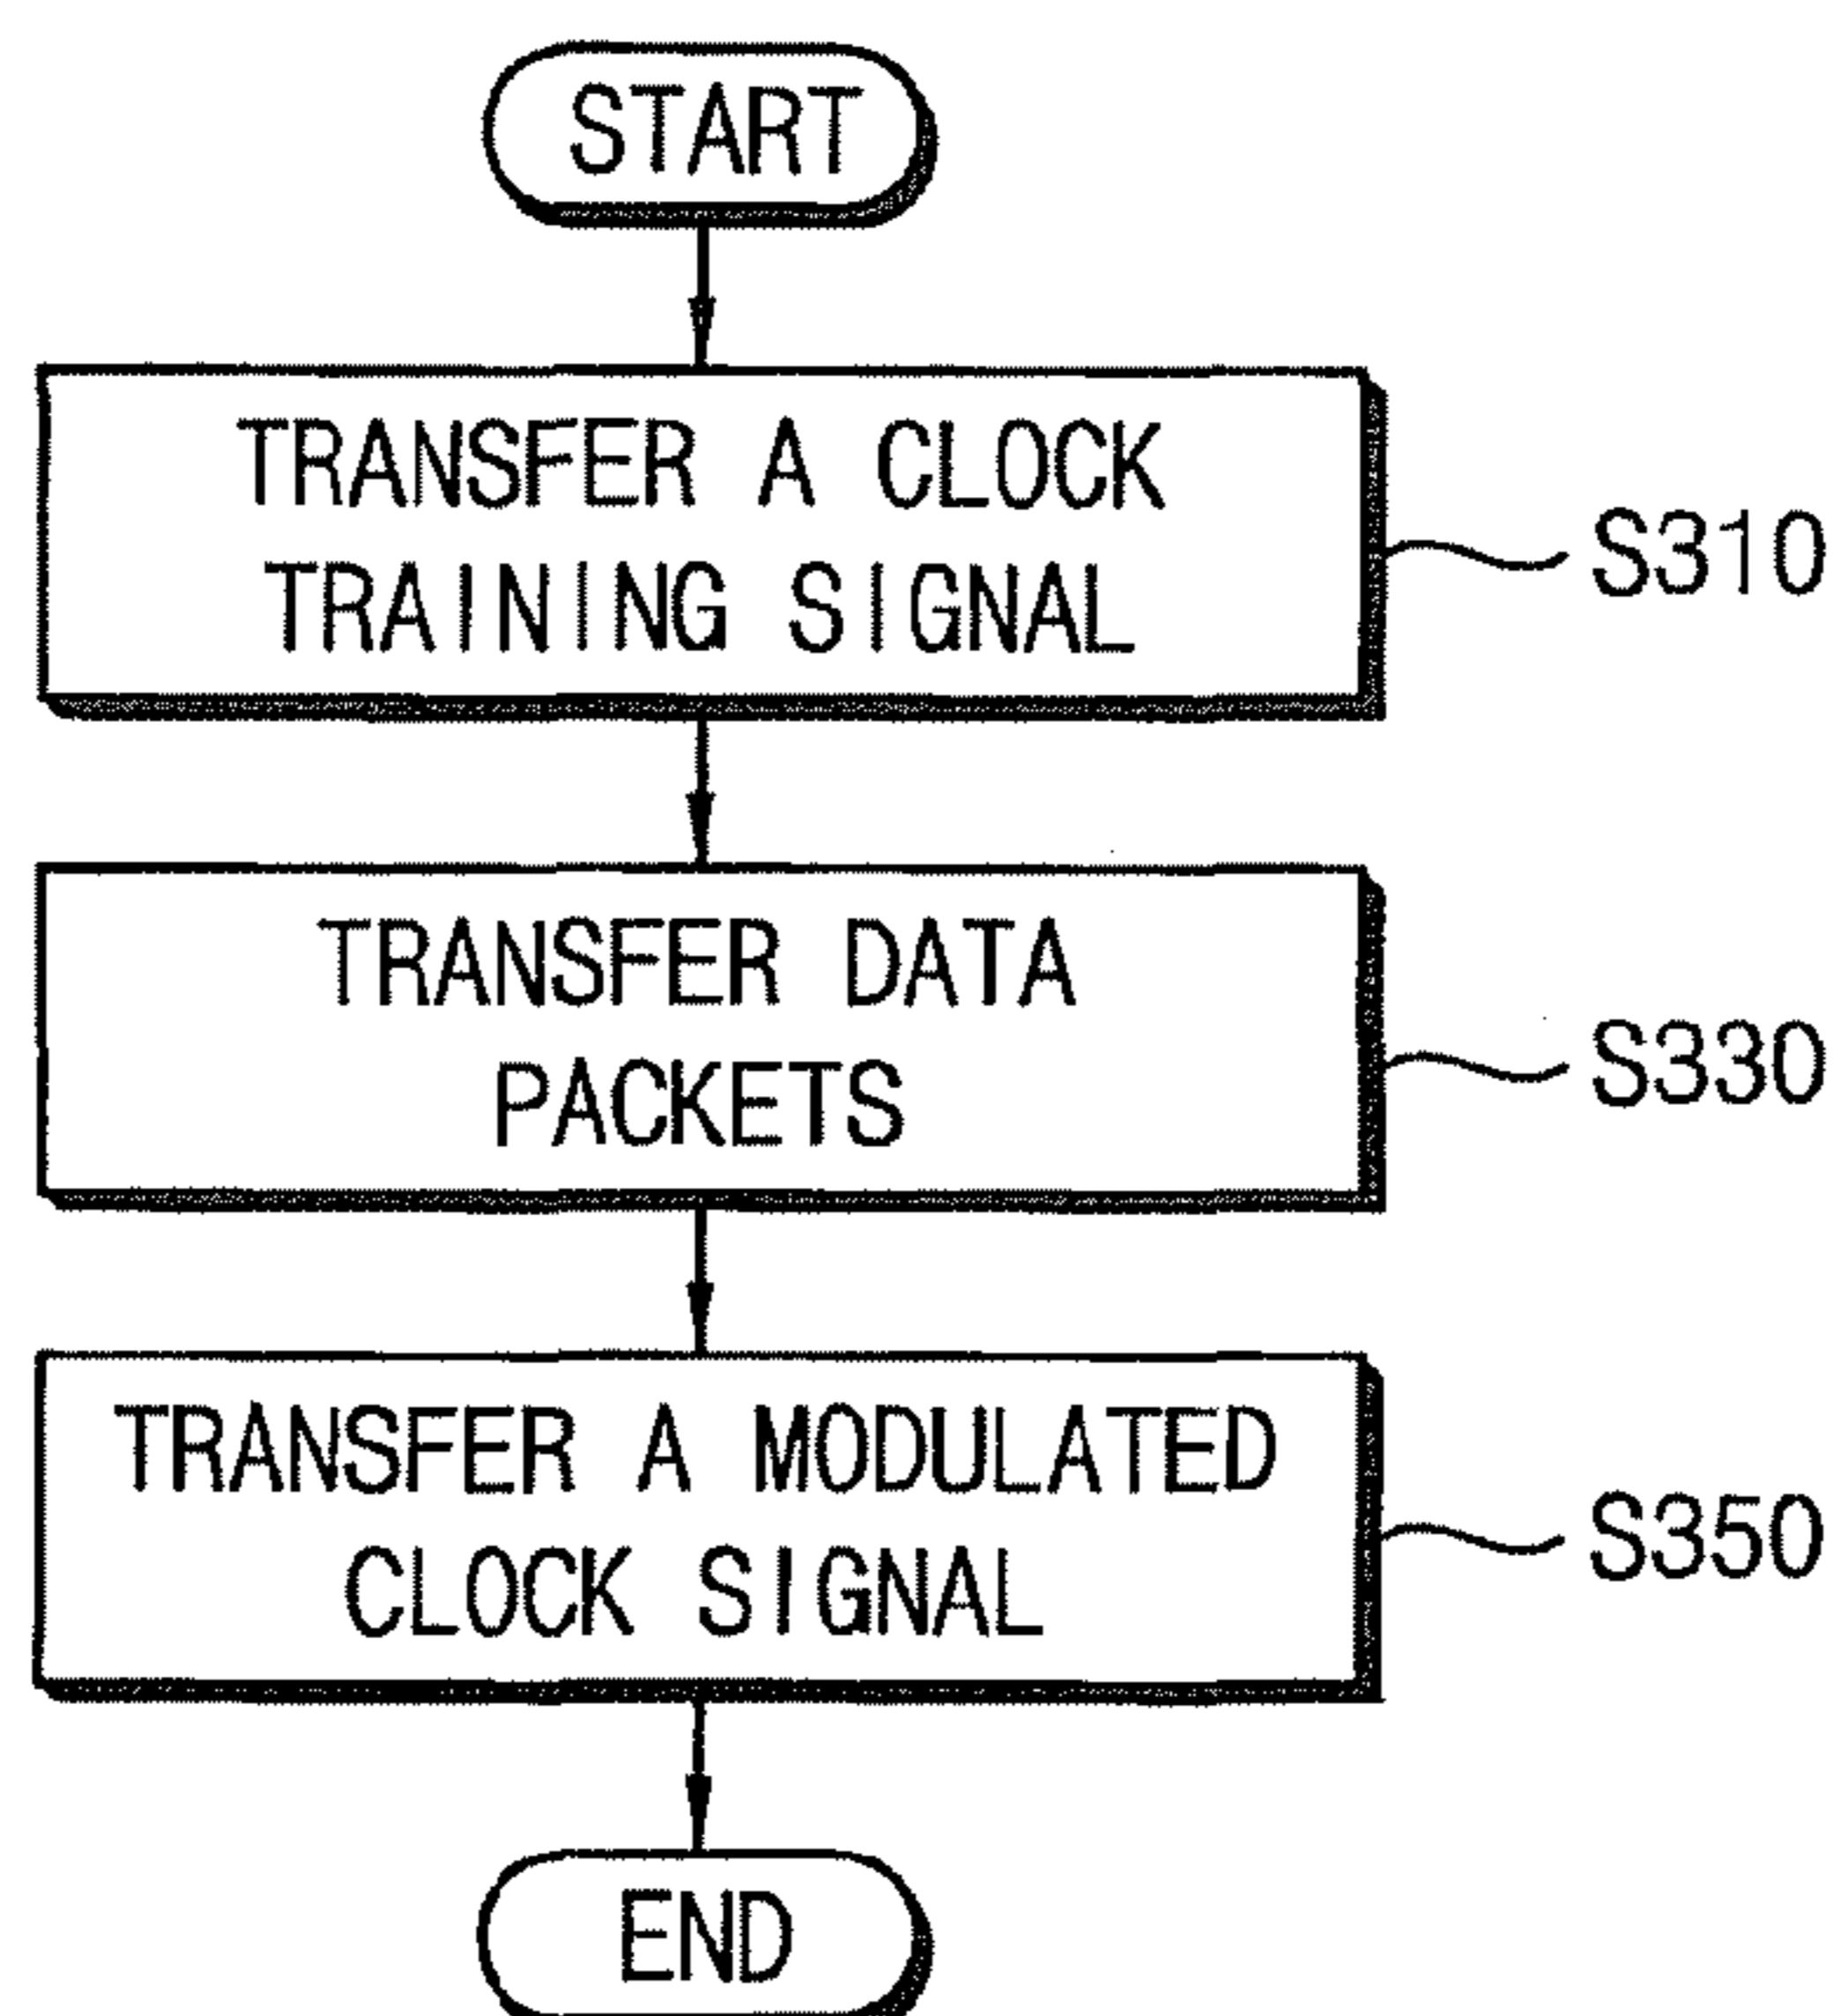 START
TRANSFER A CLOCK
TRAINING SIGNAL
S310
TRANSFER DATA
PACKETS
S330
TRANSFER A MODULATED
CLOCK SIGNAL
S350
END